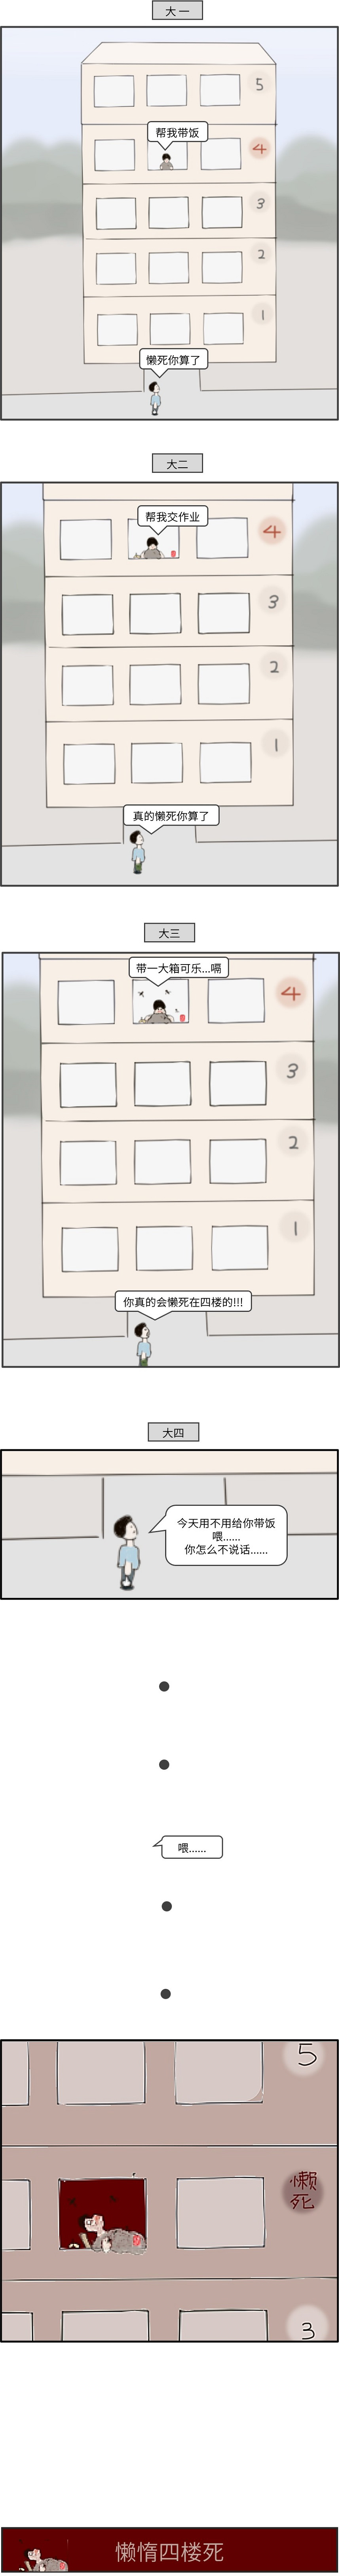 大一
5
帮我带饭
4
3
2
1
懒死你算了
大二
帮我交作业
4
3
2
1
真的懒死你算了
大三
带一大箱可乐...嗝
4
3
2
1
你真的会懒死在四楼的!!!
大四
今天用不用给你带饭
喂......
你怎么不说话......
喂......
5
懒
死
3
懒惰四楼死